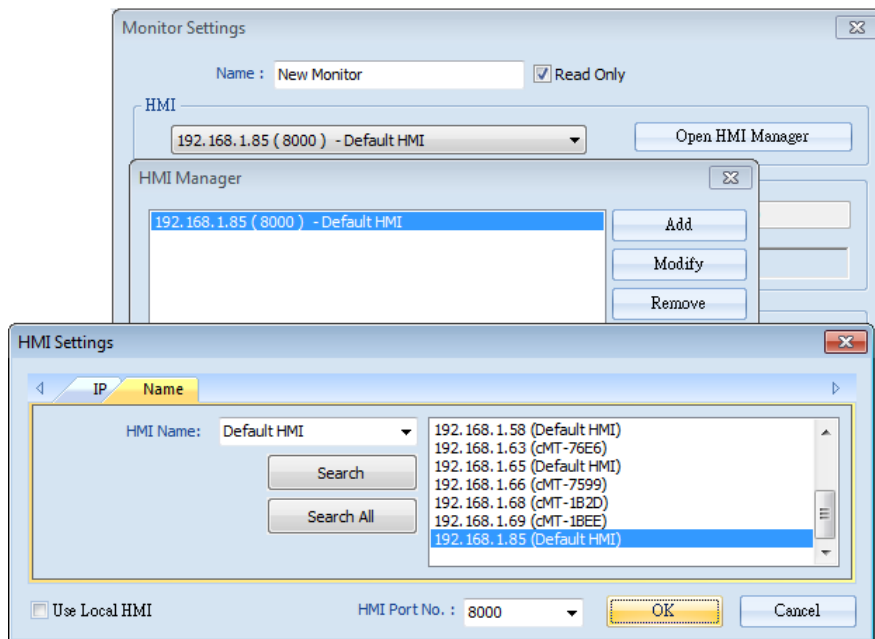 Monitor Settings
Name : New Monitor Read Only
HMI
192.168.1.85 ( 8000 ) - Default HMI Open HMI Manager
HMI Manager
192.168.1.85 ( 8000 ) - Default HMI
Add
Modify
Remove
HMI Settings
IP Name
HMI Name: Default HMI
Search
Search All
192.168.1.58 (Default HMI)
192.168.1.63 (cMT-76E6)
192.168.1.65 (Default HMI)
192.168.1.66 (cMT-7599)
192.168.1.68 (cMT-1B2D)
192.168.1.69 (cMT-1BEE)
192.168.1.85 (Default HMI)
Use Local HMI HMI Port No. : 8000 OK Cancel